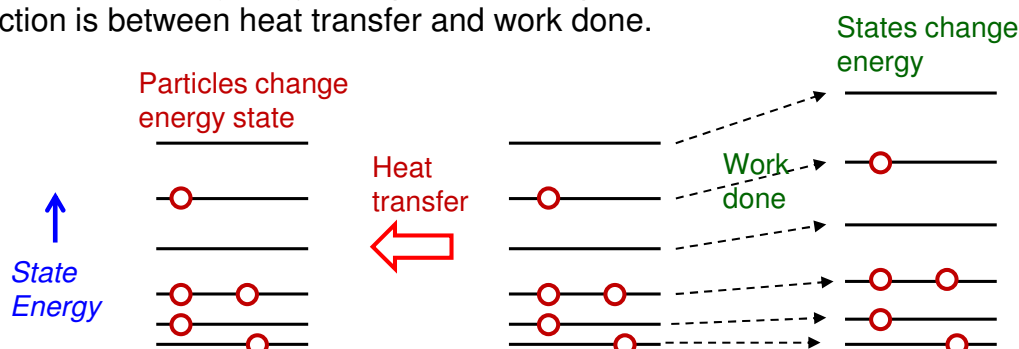 ction is between heat transfer and work done.
States change
energy
Particles change
energy state
Heat
transfer
Work
done
State
Energy